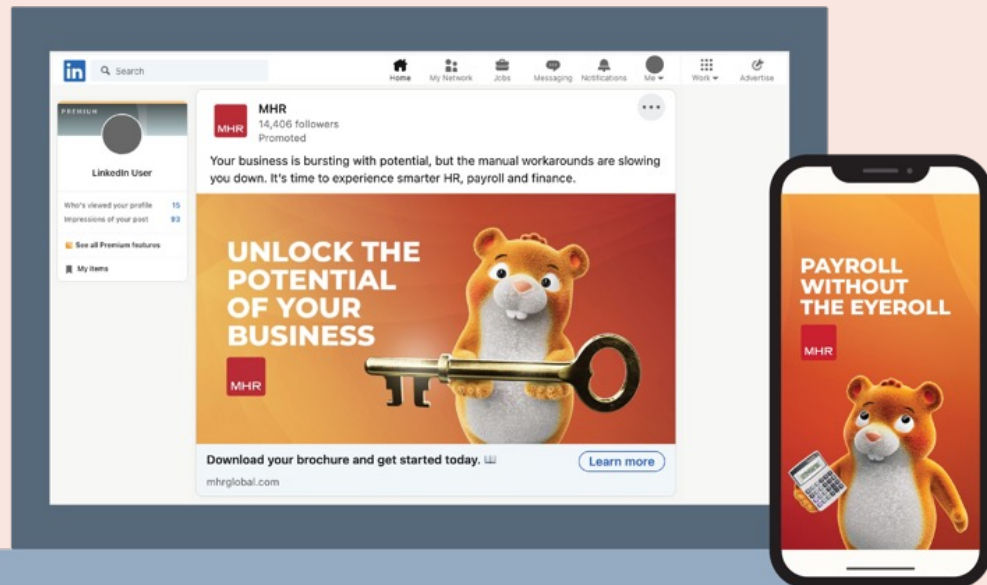 in
Search
Home
My Network
Jobs
Messaging
Notifications
Me
Work
Advertise
PREMIUM
LinkedIn User
Who's viewed your profile 15
Impressions of your post 93
See all Premium features
My Items
MHR
MHR
14,406 followers
Promoted
Your business is bursting with potential, but the manual workarounds are slowing
you down. It's time to experience smarter HR, payroll and finance.
UNLOCK THE
POTENTIAL
OF YOUR
BUSINESS
MHR
Download your brochure and get started today.
Learn more
mhrglobal.com
PAYROLL
WITHOUT
THE EYEROLL
MHR